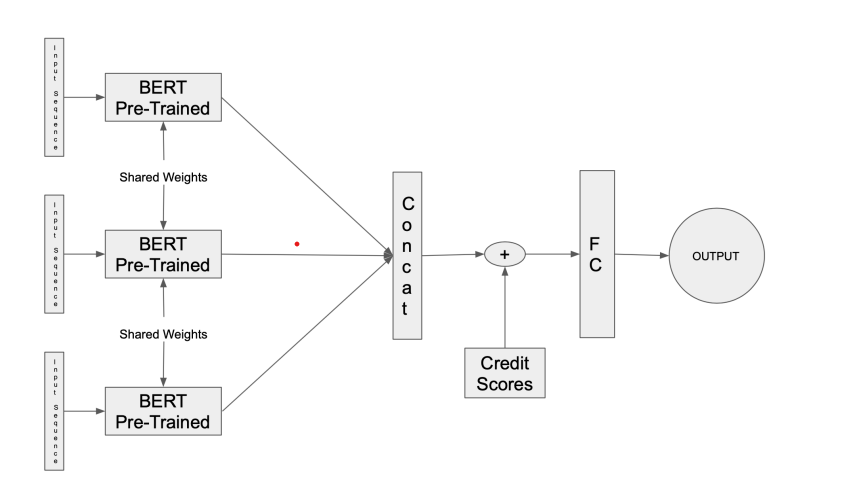 Input Sequence
BERT
Pre-Trained
Shared Weights
Input Sequence
BERT
Pre-Trained
Shared Weights
Input Sequence
BERT
Pre-Trained
Concat
+
Credit
Scores
FC
OUTPUT